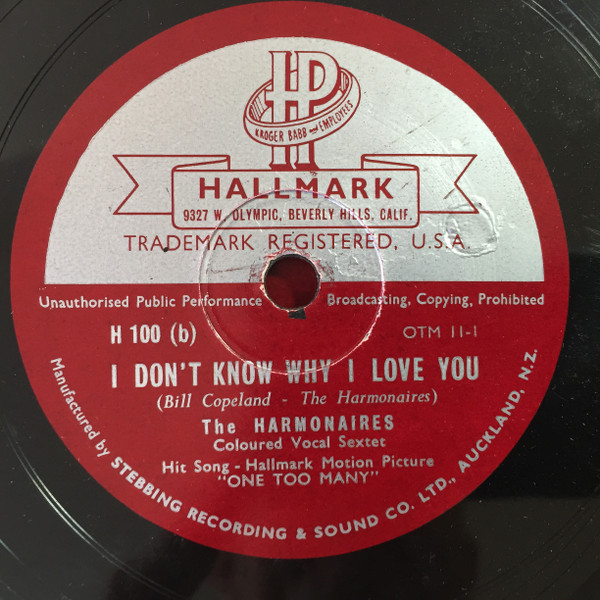 HP
KROGER BABB and EMPLOYEES
HALLMARK
9327 W. OLYMPIC, BEVERLY HILLS, CALIF.
TRADEMARK REGISTERED, U.S.A.
Unauthorised Public Performance Broadcasting, Copying, Prohibited
H 100 (b) OTM 11-1
I DON'T KNOW WHY I LOVE YOU
(Bill Copeland - The Harmonaires)
The HARMONAIRES
Coloured Vocal Sextet
Hit Song - Hallmark Motion Picture
"ONE TOO MANY"
Manufactured by STEBBING RECORDING & SOUND CO. LTD., AUCKLAND, N.Z.